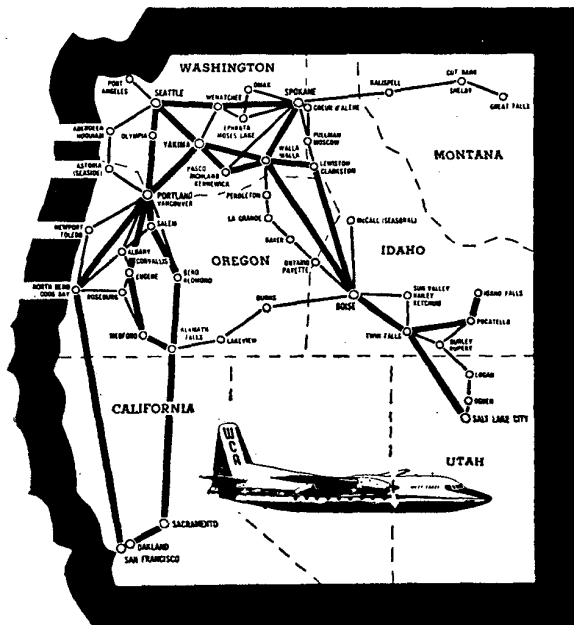 WASHINGTON
PORT
ANGELES
SEATTLE
WENATCHEE
OMAK
SPOKANE
COEUR D'ALENE
KALISPELL
CUT BANK
SHELBY
GREAT FALLS
EPHRATA
MOSES LAKE
ABERDEEN
HOQUIAM
OLYMPIA
YAKIMA
PULLMAN
MOSCOW
WALLA
WALLA
LEWISTON
CLARKSTON
MONTANA
ASTORIA
(SEASIDE)
PASCO
RICHLAND
KENNEWICK
PENDLETON
PORTLAND
VANCOUVER
LA GRANDE
McCALL (SEASONAL)
NEWPORT
TOLEDO
SALEM
BAKER
IDAHO
ALBANY
CORVALLIS
OREGON
ONTARIO
PAYETTE
EUGENE
BEND
REDMOND
NORTH BEND
COOS BAY
ROSEBURG
BURNS
BOISE
SUN VALLEY
HAILEY
KETCHUM
IDAHO FALLS
POCATELLO
MEDFORD
KLAMATH
FALLS
LAKEVIEW
TWIN FALLS
BURLEY
RUPERT
LOGAN
OGDEN
SALT LAKE CITY
CALIFORNIA
UTAH
WCA
SACRAMENTO
OAKLAND
SAN FRANCISCO